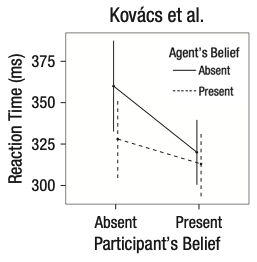 Kovács et al.
Reaction Time (ms)
375
350
325
300
Agent's Belief
Absent
Present
Absent Present
Participant's Belief